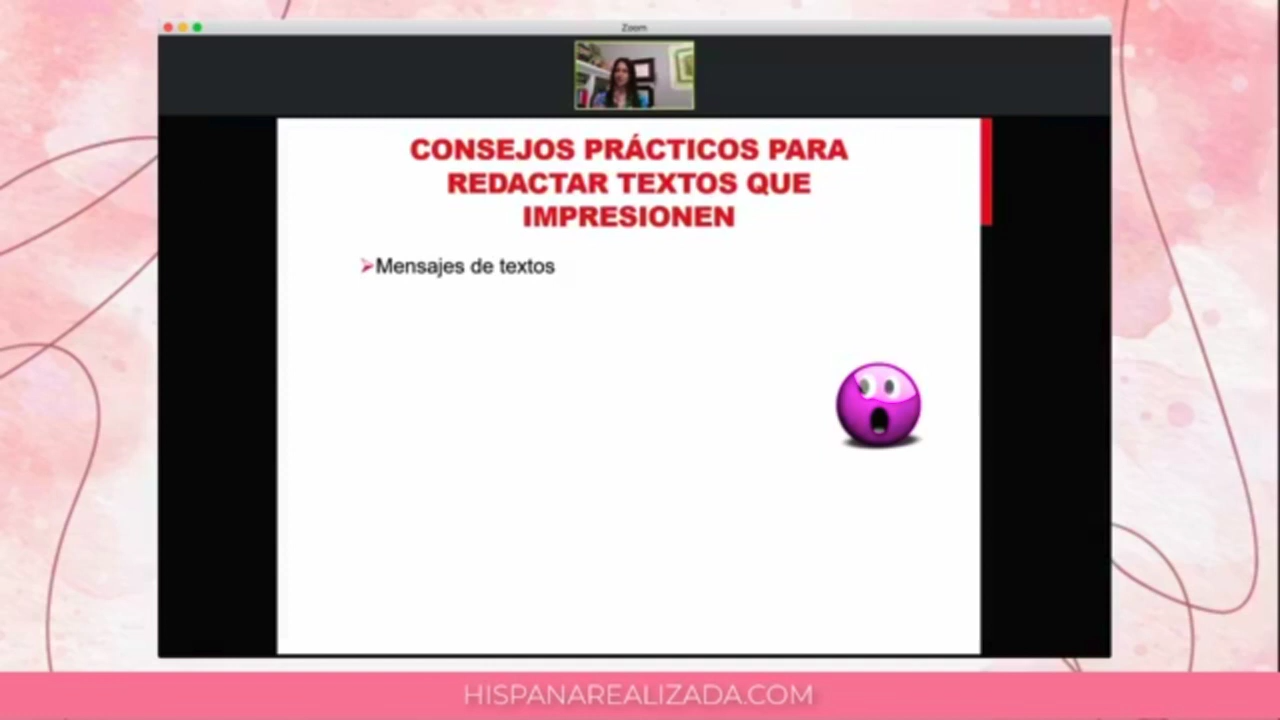 Zoom
CONSEJOS PRÁCTICOS PARA
REDACTAR TEXTOS QUE
IMPRESIONEN
➢Mensajes de textos
HISPANAREALIZADA.COM